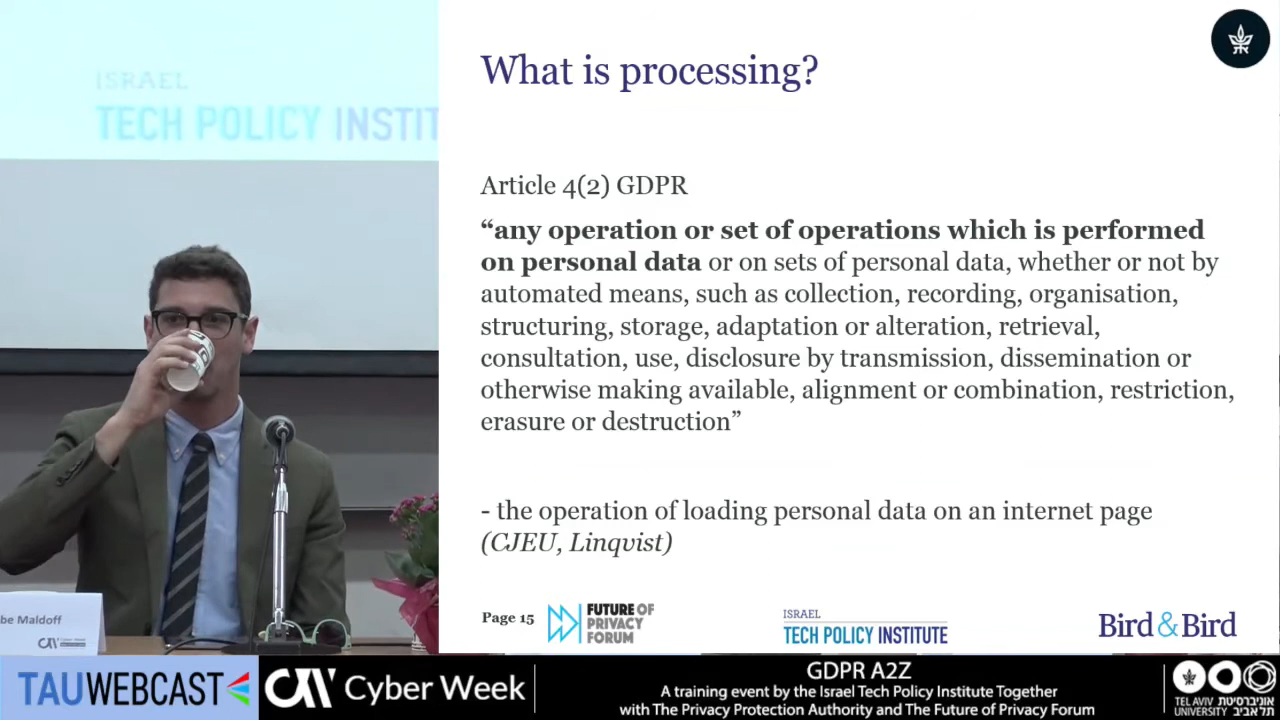 ISRAEL
TECH POLICY INSTIT
be Maldoff
Cyber Week
What is processing?
Article 4(2) GDPR
“any operation or set of operations which is performed
on personal data or on sets of personal data, whether or not by
automated means, such as collection, recording, organisation,
structuring, storage, adaptation or alteration, retrieval,
consultation, use, disclosure by transmission, dissemination or
otherwise making available, alignment or combination, restriction,
erasure or destruction”
- the operation of loading personal data on an internet page
(CJEU, Linqvist)
Page 15
FUTURE OF
PRIVACY
FORUM
ISRAEL
TECH POLICY INSTITUTE
Bird & Bird
TAUWEBCAST
Cyber Week
GDPR A2Z
A training event by the Israel Tech Policy Institute Together
with The Privacy Protection Authority and The Future of Privacy Forum
TEL AVIV אוניברסיטת
UNIVERSITY תל אביב